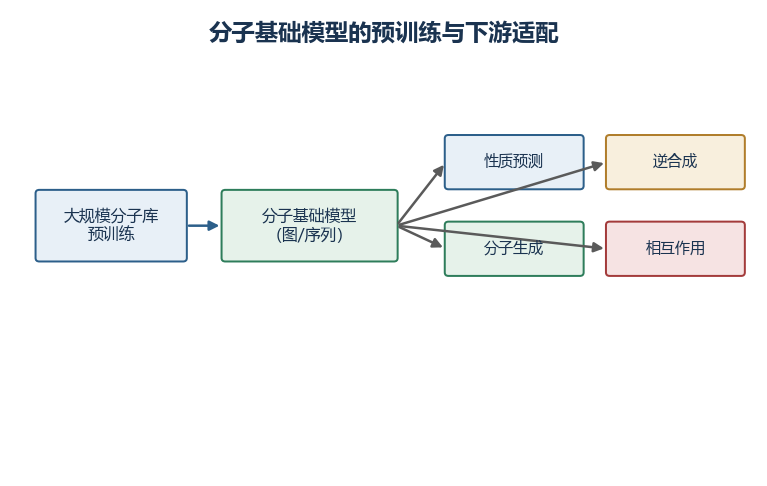 分子基础模型的预训练与下游适配
大规模分子库
预训练
分子基础模型
(图/序列)
性质预测
逆合成
分子生成
相互作用